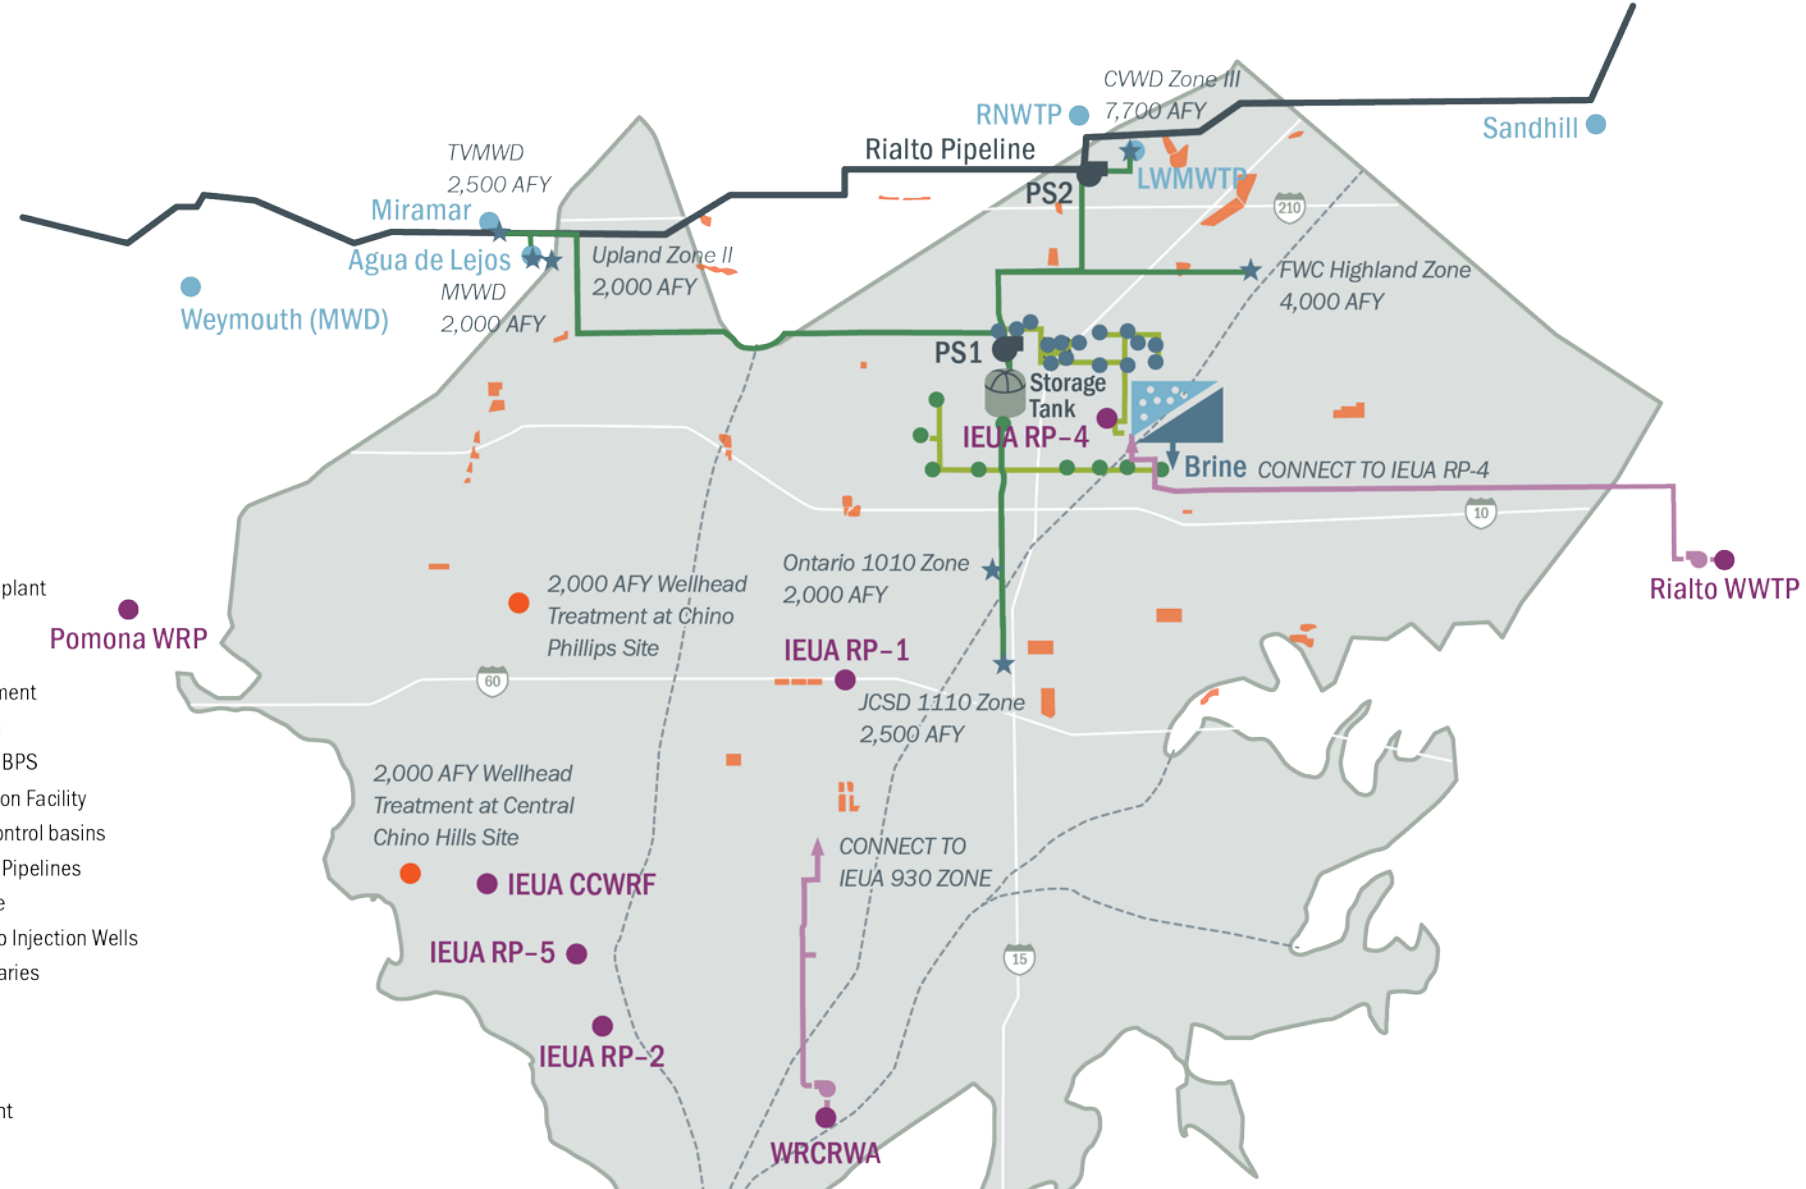 CVWD Zone III
7,700 AFY
RNWTP
Sandhill
Rialto Pipeline
TVMWD
2,500 AFY
LWMWTP
PS2
Miramar
210
Agua de Lejos
Upland Zone II
2,000 AFY
MVWD
2,000 AFY
FWC Highland Zone
4,000 AFY
Weymouth (MWD)
PS1
Storage
Tank
IEUA RP-4
Brine
CONNECT TO IEUA RP-4
10
Ontario 1010 Zone
2,000 AFY
2,000 AFY Wellhead
Treatment at Chino
Phillips Site
Rialto WWTP
plant
Pomona WRP
IEUA RP-1
60
ment
JCSD 1110 Zone
2,500 AFY
BPS
2,000 AFY Wellhead
Treatment at Central
Chino Hills Site
on Facility
ontrol basins
CONNECT TO
IEUA 930 ZONE
Pipelines
IEUA CCWRF
e
o Injection Wells
IEUA RP-5
15
aries
IEUA RP-2
nt
WRCRWA